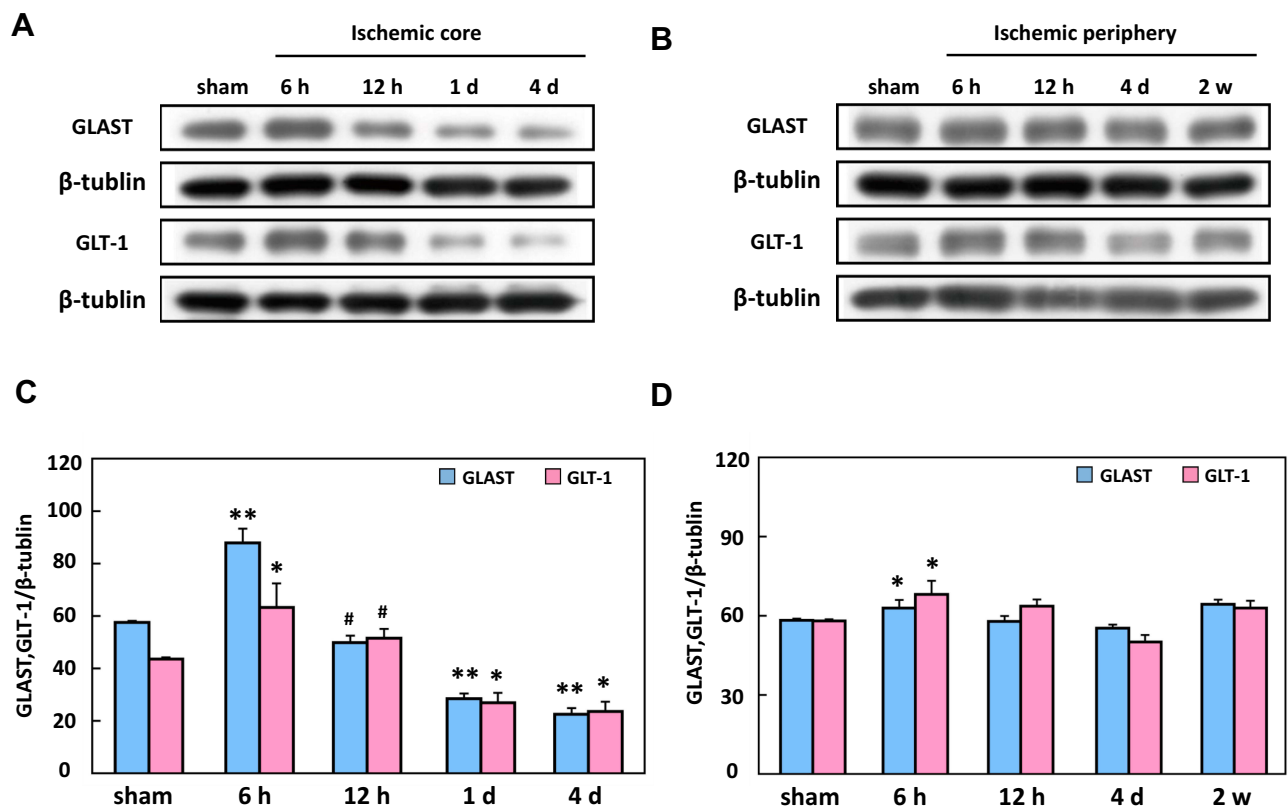 A
Ischemic core
sham 6 h 12 h 1 d 4 d
GLAST
β-tublin
GLT-1
β-tublin
B
Ischemic periphery
sham 6 h 12 h 4 d 2 w
GLAST
β-tublin
GLT-1
β-tublin
C
GLAST,GLT-1/β-tublin
120
100
80
60
40
20
0
GLAST GLT-1
** *
# #
** *
** *
sham 6 h 12 h 1 d 4 d
D
GLAST,GLT-1/β-tublin
120
90
60
30
0
GLAST GLT-1
* *
sham 6 h 12 h 4 d 2 w